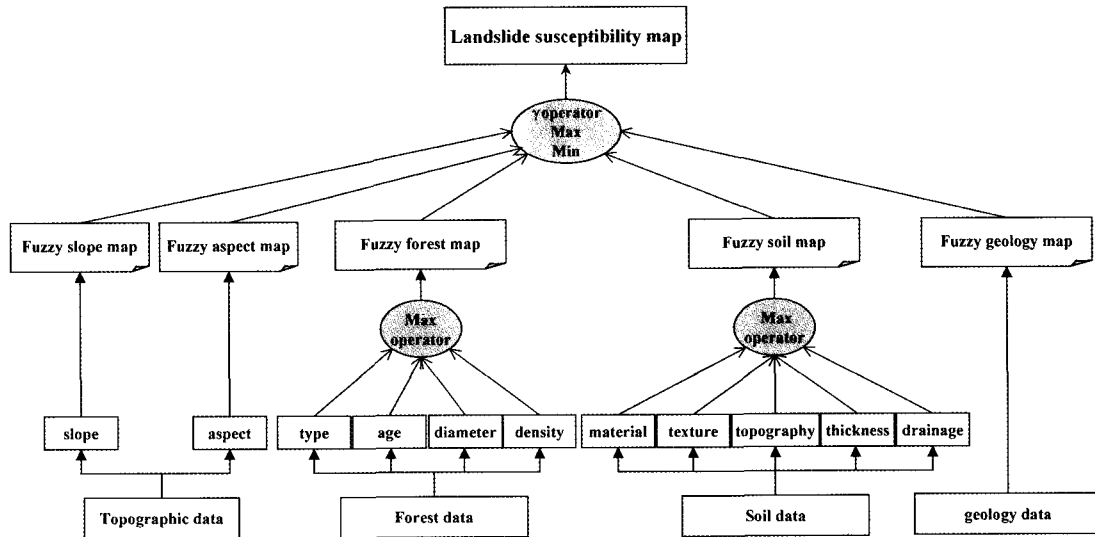 Landslide susceptibility map
γoperator
Max
Min
Fuzzy slope map
Fuzzy aspect map
Fuzzy forest map
Fuzzy soil map
Fuzzy geology map
Max
operator
Max
operator
slope
aspect
type
age
diameter
density
material
texture
topography
thickness
drainage
Topographic data
Forest data
Soil data
geology data